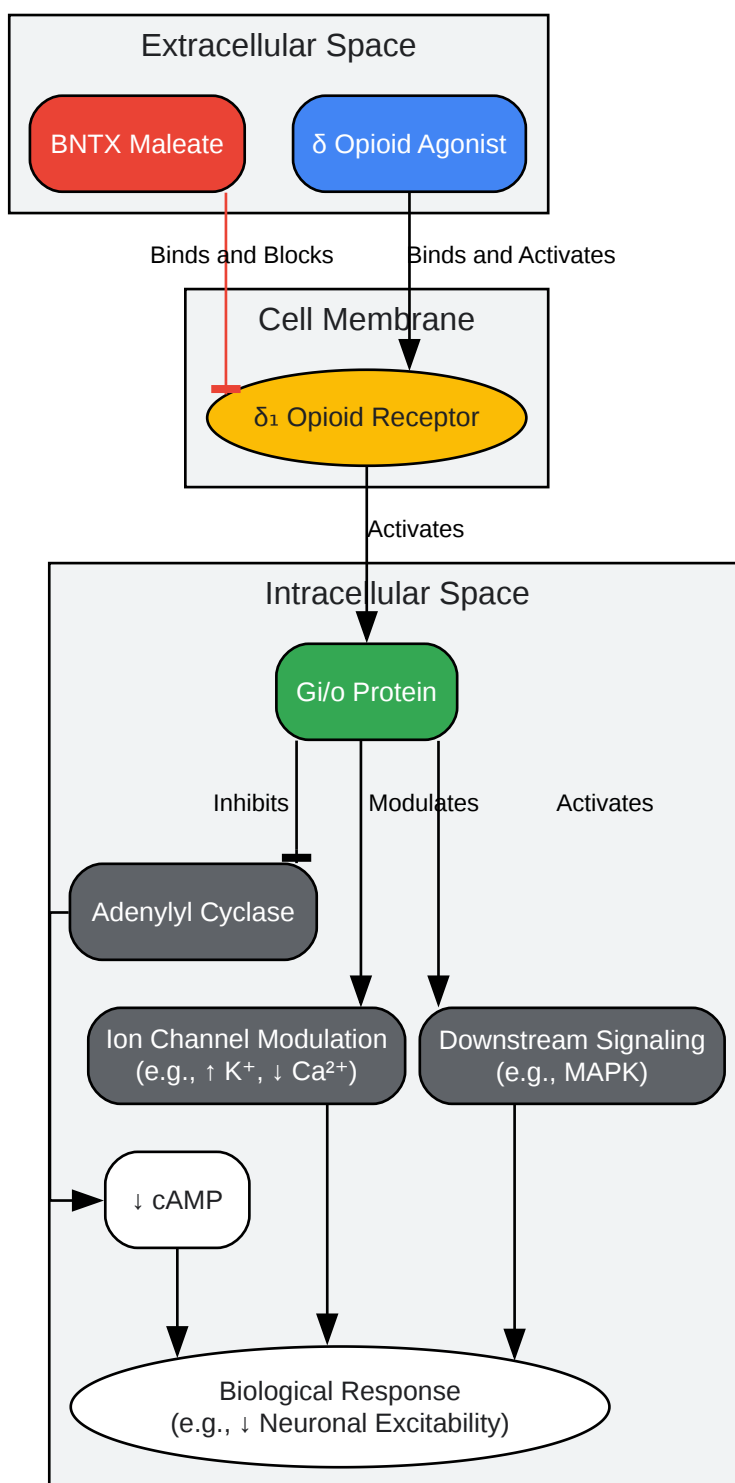 Extracellular Space
BNTX Maleate
δ Opioid Agonist
Binds and Blocks
Binds and Activates
Cell Membrane
δ₁ Opioid Receptor
Activates
Intracellular Space
Gi/o Protein
Inhibits
Modulates
Activates
Adenylyl Cyclase
Ion Channel Modulation
(e.g., ↑ K⁺, ↓ Ca²⁺)
Downstream Signaling
(e.g., MAPK)
↓ cAMP
Biological Response
(e.g., ↓ Neuronal Excitability)